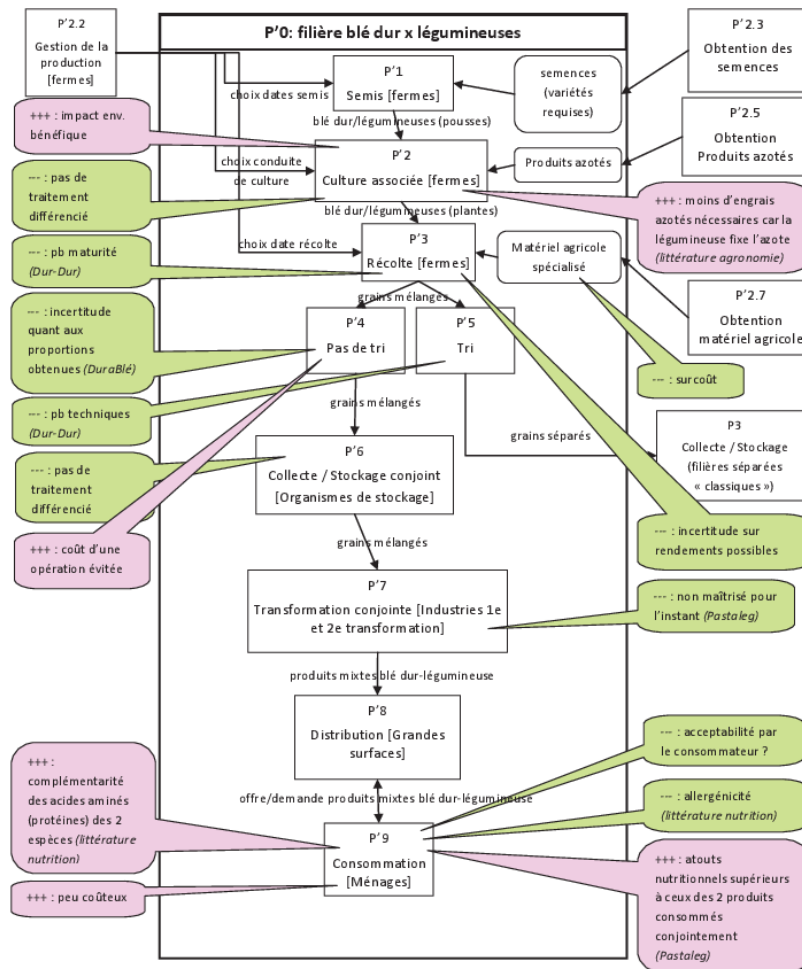 P’0: filière blé dur x légumineuses
P’2.2
Gestion de la
production
[fermes]
P’1
Semis [fermes]
choix dates semis
semences
(variétés
requises)
P’2.3
Obtention des
semences
+++ : impact env.
bénéfique
blé dur/légumineuses (pousses)
P’2.5
Obtention
Produits azotés
P’2
Culture associée [fermes]
choix conduite
de culture
Produits azotés
--- : pas de
traitement
différencié
+++ : moins d’engrais
azotés nécessaires car la
légumineuse fixe l’azote
(littérature agronomie)
blé dur/légumineuses (plantes)
choix date récolte
--- : pb maturité
(Dur-Dur)
P’3
Récolte [fermes]
Matériel agricole
spécialisé
P’2.7
Obtention
matériel agricole
grains mélangés
--- : incertitude
quant aux
proportions
obtenues (DuraBlé)
P’4
Pas de tri
P’5
Tri
--- : surcoût
--- : pb techniques
(Dur-Dur)
grains mélangés
grains séparés
P3
Collecte / Stockage
(filières séparées
« classiques »)
--- : pas de
traitement
différencié
P’6
Collecte / Stockage conjoint
[Organismes de stockage]
+++ : coût d’une
opération évitée
--- : incertitude sur
rendements possibles
grains mélangés
P’7
Transformation conjointe [Industries 1e
et 2e transformation]
--- : non maîtrisé pour
l’instant (Pastaleg)
produits mixtes blé dur-légumineuse
P’8
Distribution [Grandes
surfaces]
--- : acceptabilité par
le consommateur ?
+++ :
complémentarité
des acides aminés
(protéines) des 2
espèces (littérature
nutrition)
offre/demande produits mixtes blé dur-légumineuse
--- : allergénicité
(littérature nutrition)
P’9
Consommation
[Ménages]
+++ : peu coûteux
+++ : atouts
nutritionnels supérieurs
à ceux des 2 produits
consommés
conjointement
(Pastaleg)